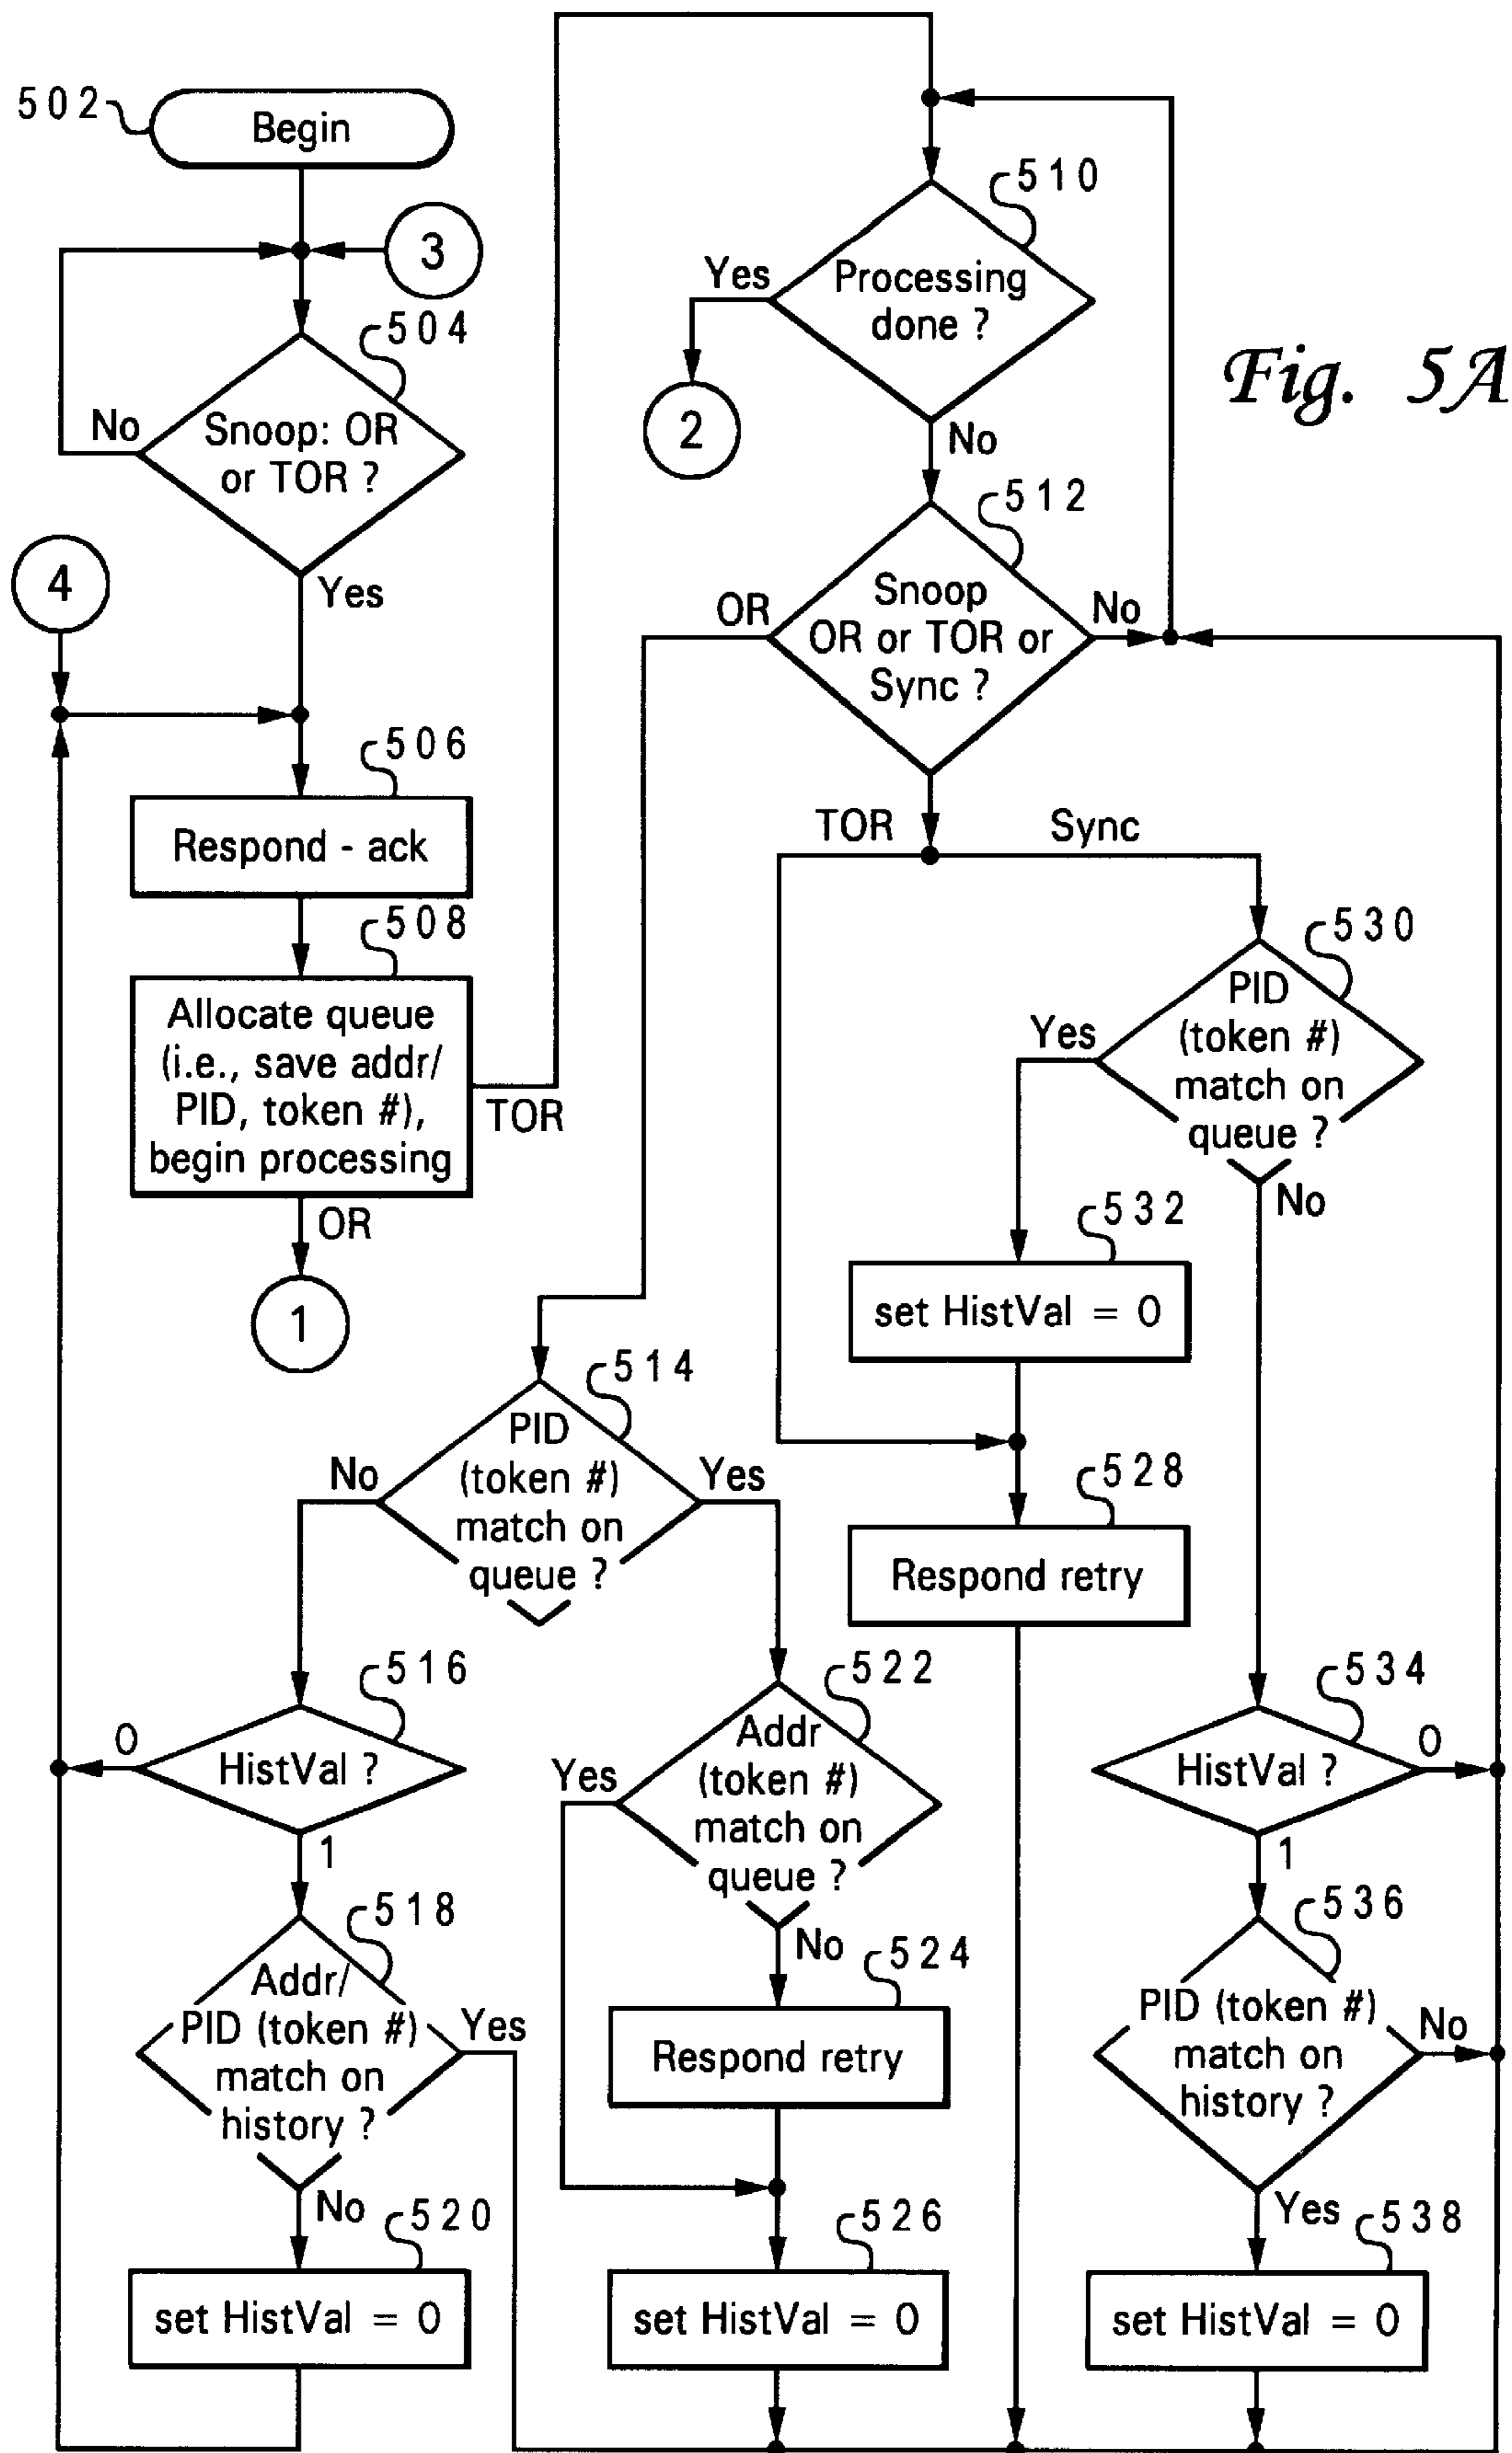 502
Begin
3
504
No
Snoop: OR
or TOR ?
Yes
4
506
Respond - ack
508
Allocate queue
(i.e., save addr/
PID, token #),
begin processing
TOR
OR
1
510
Yes
Processing
done ?
2
No
Fig. 5A
512
OR
Snoop
OR or TOR or
Sync ?
No
TOR
Sync
530
Yes
PID
(token #)
match on
queue ?
No
532
set HistVal = 0
514
No
PID
(token #)
match on
queue ?
Yes
528
Respond retry
516
0
HistVal ?
1
522
Yes
Addr
(token #)
match on
queue ?
No
534
HistVal ?
0
1
518
Addr/
PID (token #)
match on
history ?
Yes
No
524
Respond retry
536
PID (token #)
match on
history ?
No
Yes
520
set HistVal = 0
526
set HistVal = 0
538
set HistVal = 0